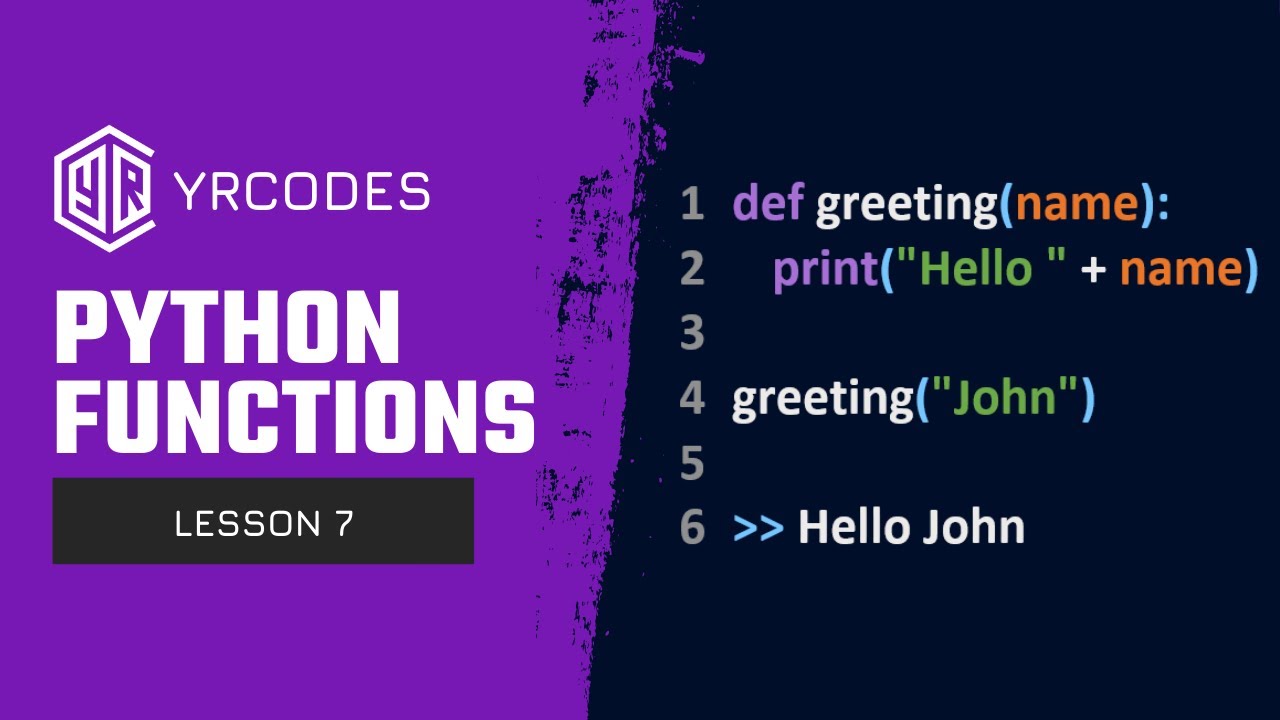 YR YRCODES
PYTHON
FUNCTIONS
LESSON 7
1 def greeting(name):
2 print("Hello " + name)
3
4 greeting("John")
5
6 >> Hello John